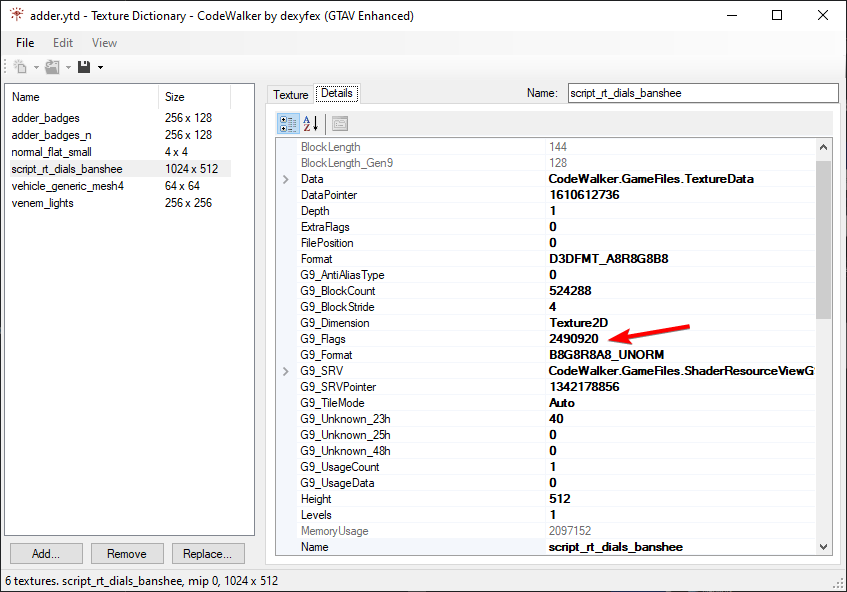 adder.ytd - Texture Dictionary - CodeWalker by dexyfex (GTAV Enhanced)
File Edit View
Name Size
adder_badges 256 x 128
adder_badges_n 256 x 128
normal_flat_small 4 x 4
script_rt_dials_banshee 1024 x 512
vehicle_generic_mesh4 64 x 64
venem_lights 256 x 256
Texture Details Name: script_rt_dials_banshee
BlockLength 144
BlockLength_Gen9 128
Data CodeWalker.GameFiles.TextureData
DataPointer 1610612736
Depth 1
ExtraFlags 0
FilePosition 0
Format D3DFMT_A8R8G8B8
G9_AntiAliasType 0
G9_BlockCount 524288
G9_BlockStride 4
G9_Dimension Texture2D
G9_Flags 2490920
G9_Format B8G8R8A8_UNORM
G9_SRV CodeWalker.GameFiles.ShaderResourceViewG
G9_SRVPointer 1342178856
G9_TileMode Auto
G9_Unknown_23h 40
G9_Unknown_25h 0
G9_Unknown_48h 0
G9_UsageCount 1
G9_UsageData 0
Height 512
Levels 1
MemoryUsage 2097152
Name script_rt_dials_banshee
Add... Remove Replace...
6 textures. script_rt_dials_banshee, mip 0, 1024 x 512